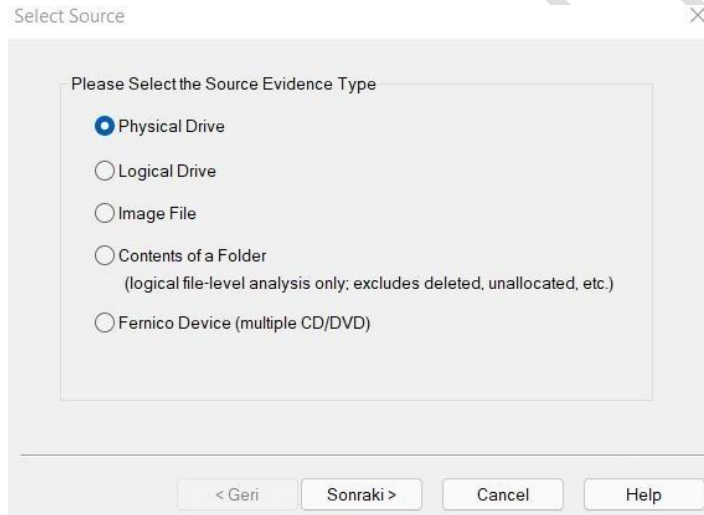 Select Source
Please Select the Source Evidence Type
Physical Drive
Logical Drive
Image File
Contents of a Folder
(logical file-level analysis only; excludes deleted, unallocated, etc.)
Fernico Device (multiple CD/DVD)
< Geri Sonraki > Cancel Help